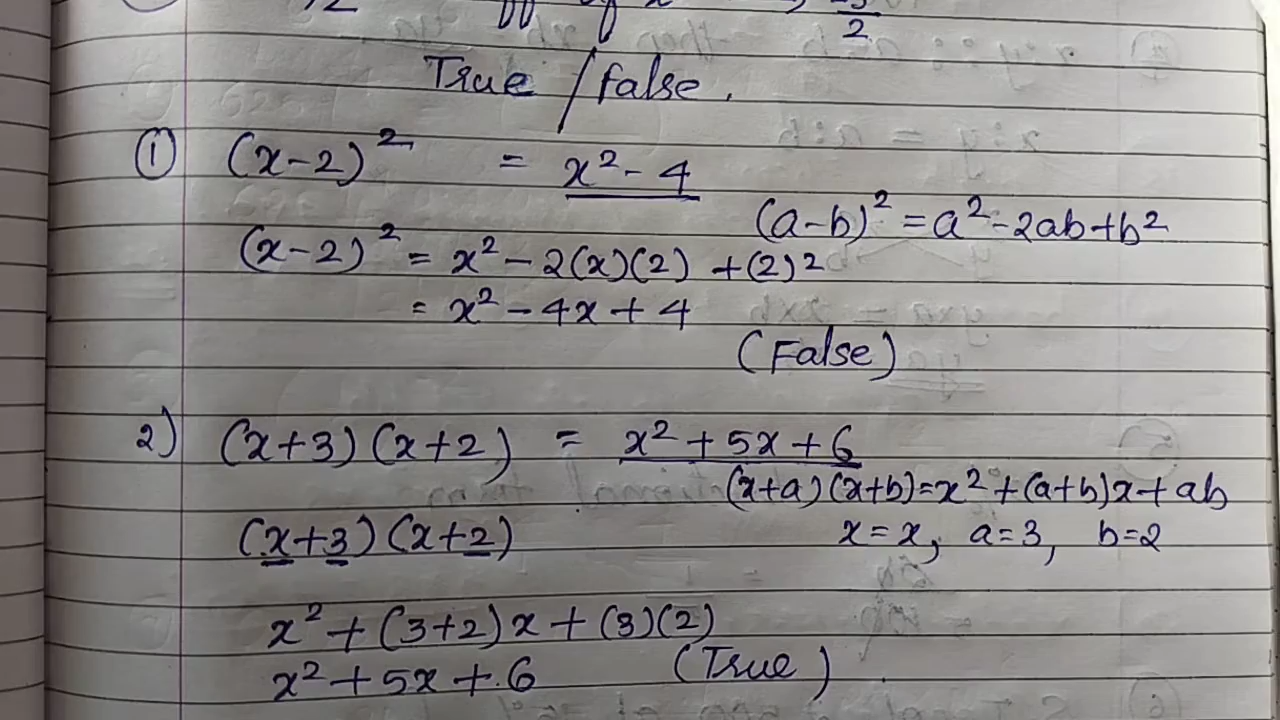 2
True / false.
① (x-2)² = x² - 4
(a-b)² = a² - 2ab + b²
(x-2)² = x² - 2(x)(2) + (2)²
= x² - 4x + 4
(False)
2) (x+3) (x+2) = x² + 5x + 6
(x+a) (x+b) = x² + (a+b)x + ab
(x+3) (x+2) x = x, a=3, b=2
x² + (3+2)x + (3)(2)
x² + 5x + 6 (True)